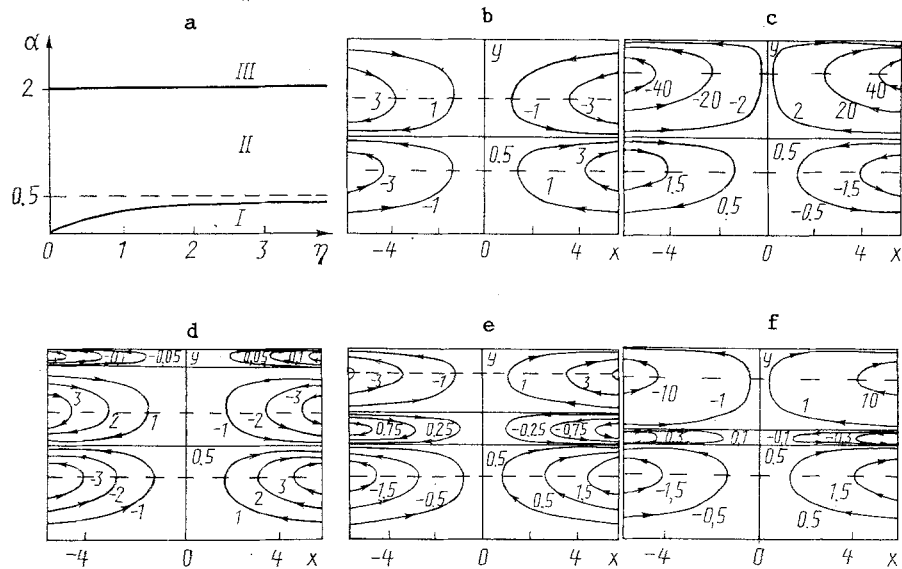 a
α
III
2
II
0.5
I
0 1 2 3 η
b
y
3 1 -1 -3
0.5
-3 -1 1 3
-4 0 4 x
c
y
-40 -20 -2 2 20 40
0.5
1.5 0.5 -0.5 -1.5
-4 0 4 x
d
-0.1 -0.05 y 0.05 0.1
3 2 1 -1 -2 -3
0.5
-3 -2 -1 1 2 3
-4 0 4 x
e
y
-3 -1 1 3
0.75 0.25 -0.25 -0.75
0.5
-1.5 -0.5 0.5 1.5
-4 0 4 x
f
y
-10 -1 1 10
0.3 0.1 -0.1 -0.3
0.5
-1.5 -0.5 0.5 1.5
-4 0 4 x